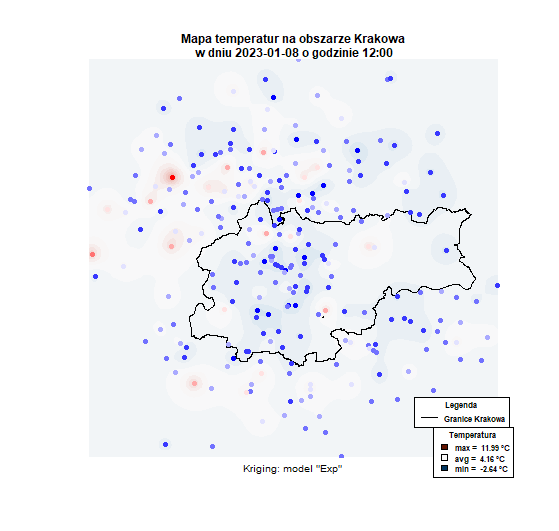 Mapa temperatur na obszarze Krakowa
w dniu 2023-01-08 o godzinie 12:00
Legenda
Granice Krakowa
Temperatura
max = 11.99 °C
avg = 4.16 °C
min = -2.64 °C
Kriging: model "Exp"